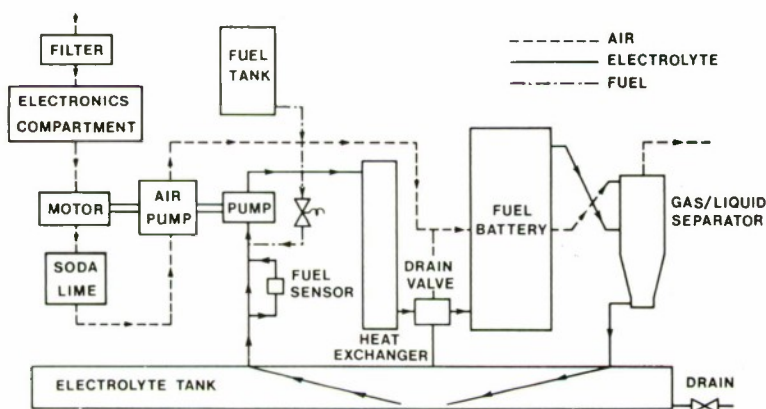 FILTER
ELECTRONICS
COMPARTMENT
MOTOR
SODA
LIME
AIR
PUMP
PUMP
FUEL
TANK
FUEL
SENSOR
HEAT
EXCHANGER
DRAIN
VALVE
FUEL
BATTERY
AIR
ELECTROLYTE
FUEL
GAS/LIQUID
SEPARATOR
ELECTROLYTE TANK
DRAIN